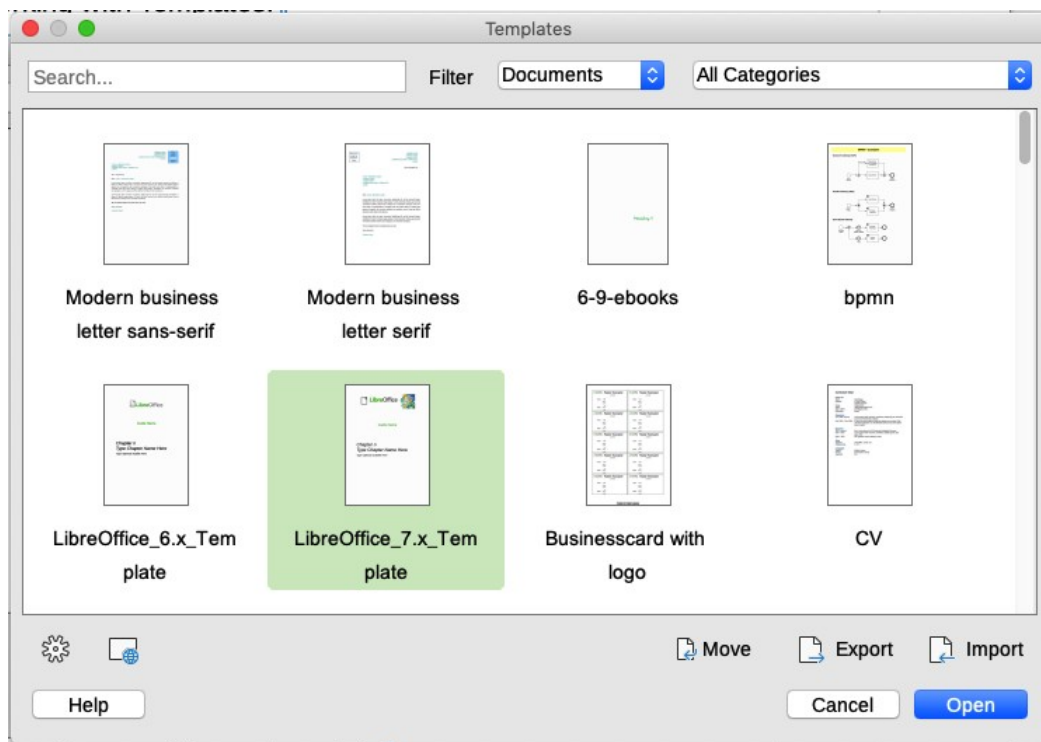 Templates
Search...
Filter
Documents
All Categories
Modern business
letter sans-serif
Modern business
letter serif
6-9-ebooks
bpmn
LibreOffice_6.x_Tem
plate
LibreOffice_7.x_Tem
plate
Businesscard with
logo
CV
Move
Export
Import
Help
Cancel
Open